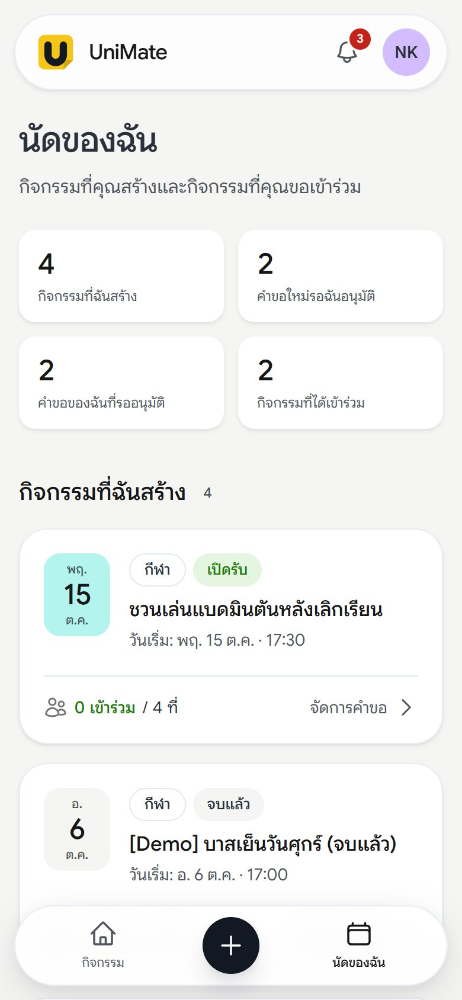 UniMate
3
NK
นัดของฉัน
กิจกรรมที่คุณสร้างและกิจกรรมที่คุณขอเข้าร่วม
4
กิจกรรมที่ฉันสร้าง
2
คำขอใหม่รอฉันอนุมัติ
2
คำขอของฉันที่รออนุมัติ
2
กิจกรรมที่ได้เข้าร่วม
กิจกรรมที่ฉันสร้าง 4
พฤ.
15
ต.ค.
กีฬา เปิดรับ
ชวนเล่นแบดมินตันหลังเลิกเรียน
วันเริ่ม: พฤ. 15 ต.ค. · 17:30
0 เข้าร่วม / 4 ที่ จัดการคำขอ
อ.
6
ต.ค.
กีฬา จบแล้ว
[Demo] บาสเย็นวันศุกร์ (จบแล้ว)
วันเริ่ม: อ. 6 ต.ค. · 17:00
กิจกรรม นัดของฉัน